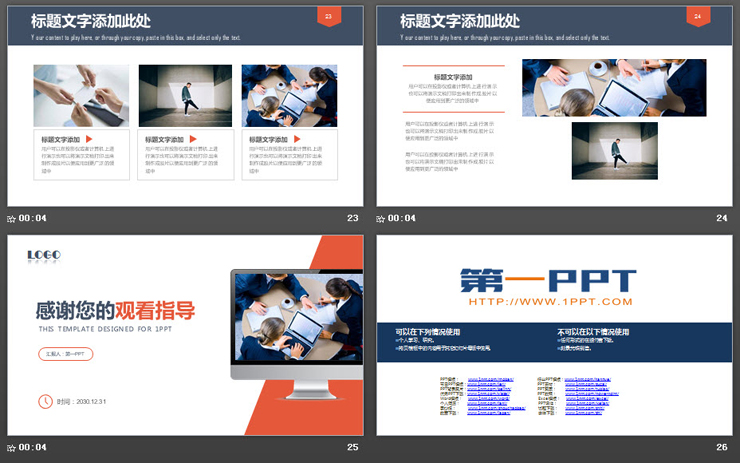 标题文字添加此处
23
Your content to play here, or through your copy, paste in this box, and select only the text.
标题文字添加
用户可以在投影仪或者计算机上进
行演示也可以将演示文稿打印出来
制作成胶片以便应用到更广泛的领
域中
标题文字添加
用户可以在投影仪或者计算机上进
行演示也可以将演示文稿打印出来
制作成胶片以便应用到更广泛的领
域中
标题文字添加
用户可以在投影仪或者计算机上进
行演示也可以将演示文稿打印出来
制作成胶片以便应用到更广泛的领
域中
00:04
23
标题文字添加此处
24
Your content to play here, or through your copy, paste in this box, and select only the text.
标题文字添加
用户可以在投影仪或者计算机上进行演示
也可以将演示文稿打印出来制作成胶片以
便应用到更广泛的领域中
用户可以在投影仪或者计算机上进行演示
也可以将演示文稿打印出来制作成胶片以
便应用到更广泛的领域中
用户可以在投影仪或者计算机上进行演示
也可以将演示文稿打印出来制作成胶片以
便应用到更广泛的领域中
00:04
24
LOGO
感谢您的观看指导
THIS TEMPLATE DESIGNED FOR 1PPT
汇报人：第一PPT
时间：2030.12.31
00:04
25
第一PPT
HTTP://WWW.1PPT.COM
可以在下列情况使用
个人学习、研究。
不可以在以下情况使用
任何形式的在线付费下载。
26